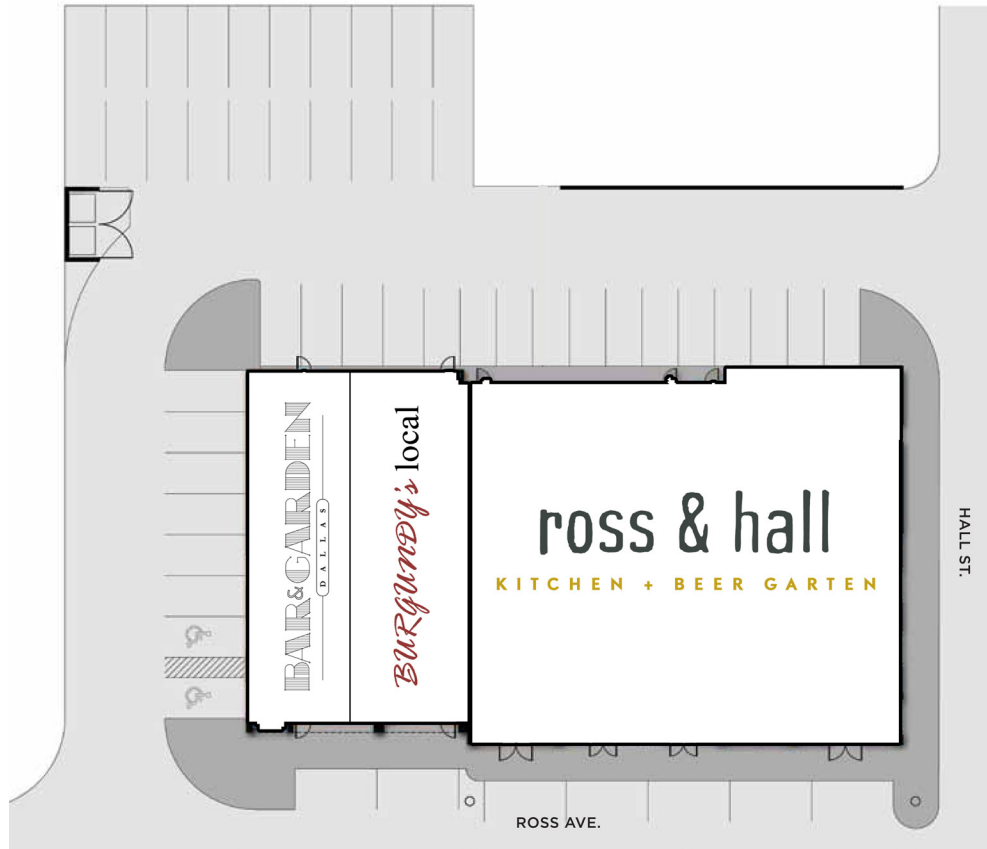 BAR&GARDEN
DALLAS
BURGUNDY's local
ross & hall
KITCHEN + BEER GARTEN
HALL ST.
ROSS AVE.